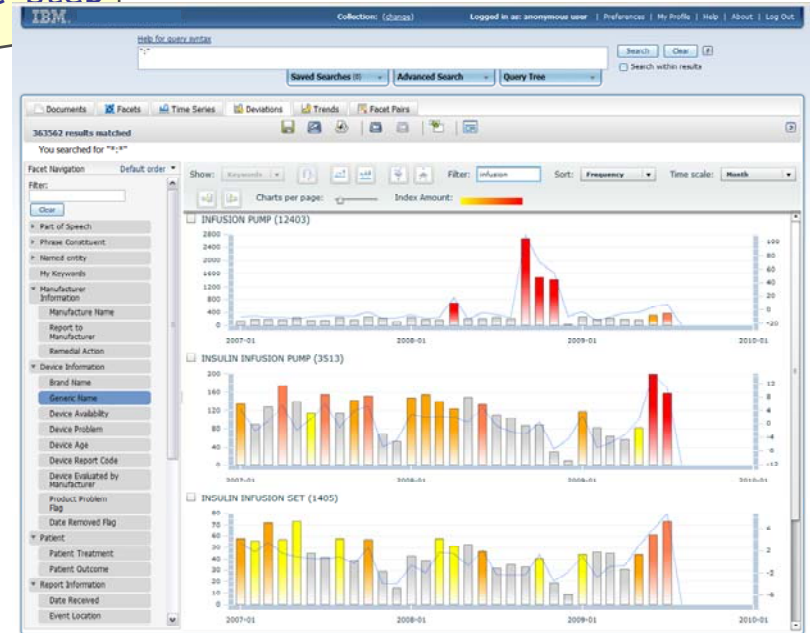 IBM.
Collection: (change)
Logged in as: anonymous user | Preferences | My Profile | Help | About | Log Out
Help for query syntax
"*:*"
Search Clear
Search within results
Saved Searches (0) Advanced Search Query Tree
Documents Facets Time Series Deviations Trends Facet Pairs
363562 results matched
You searched for "*:*"
Facet Navigation Default order
Filter:
Clear
Part of Speech
Phrase Constituent
Named entity
My Keywords
Manufacturer
Information
Manufacture Name
Report to
Manufacturer
Remedial Action
Device Information
Brand Name
Generic Name
Device Availability
Device Problem
Device Age
Device Report Code
Device Evaluated by
Manufacturer
Product Problem
Flag
Date Removed Flag
Patient
Patient Treatment
Patient Outcome
Report Information
Date Received
Event Location
Show: Keywords Filter: infusion Sort: Frequency Time scale: Month
Charts per page: Index Amount:
INFUSION PUMP (12403)
2800
2400
2000
1600
1200
800
400
0
100
80
60
40
20
0
-20
2007-01 2008-01 2009-01 2010-01
INSULIN INFUSION PUMP (3513)
200
160
120
80
40
0
12
8
4
0
-4
-8
-12
2007-01 2008-01 2009-01 2010-01
INSULIN INFUSION SET (1405)
80
70
60
50
40
30
20
10
0
6
2
-2
-6
2007-01 2008-01 2009-01 2010-01